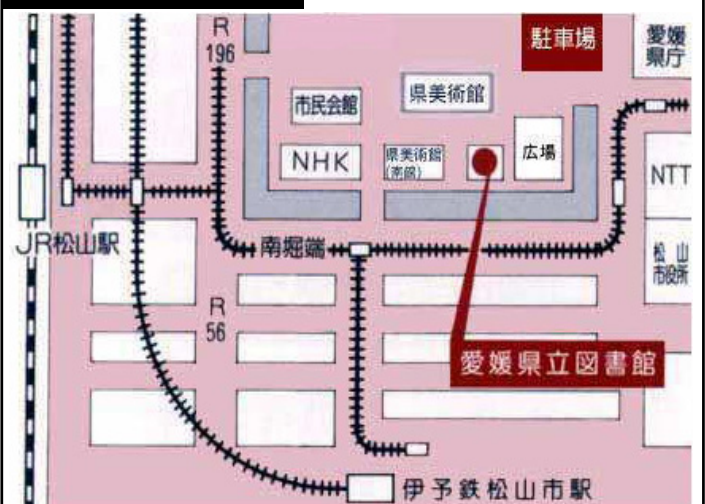 R
196
駐車場
愛媛
県庁
県美術館
市民会館
NHK
県美術館
(南館)
広場
NTT
JR松山駅
南堀端
松山
市役所
R
56
愛媛県立図書館
伊予鉄松山市駅